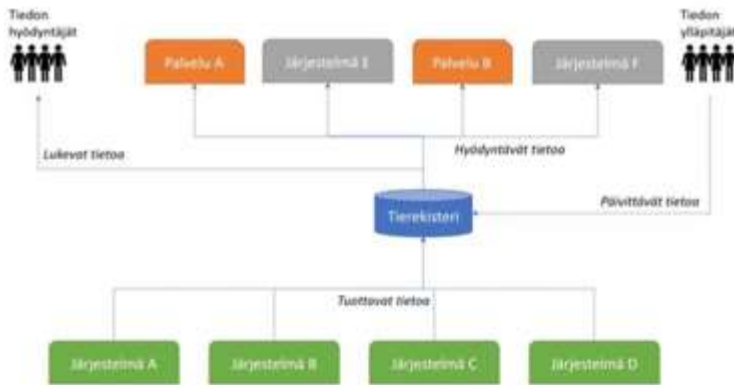 Tiedon
hyödyntäjät
Tiedon
ylläpitäjät
Palvelu A
Järjestelmä E
Palvelu B
Järjestelmä F
Lukevat tietoa
Hyödyntävät tietoa
Tierekisteri
Päivittävät tietoa
Tuottavat tietoa
Järjestelmä A
Järjestelmä B
Järjestelmä C
Järjestelmä D